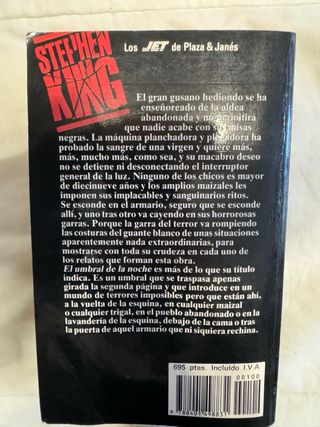 STEPHEN
KING
Los JET de Plaza & Janés
El gran gusano hediondo se ha
enseñoreado de la aldea
abandonada y no permitirá
que nadie acabe con sus misas
negras. La máquina planchadora y plegadora ha
probado la sangre de una virgen y quiere más,
más, mucho más, como sea, y su macabro deseo
no se detiene ni desconectando el interruptor
general de la luz. Ninguno de los chicos es mayor
de diecinueve años y los amplios maizales les
imponen sus implacables y sanguinarios ritos.
Se esconde en el armario, seguro que se esconde
allí, y uno tras otro va cayendo en sus horrorosas
garras. Porque la garra del terror va rompiendo
las costuras del guante blanco de unas situaciones
aparentemente nada extraordinarias, para
mostrarse con toda su crudeza en cada uno de
los relatos que forman esta obra.
El umbral de la noche es más de lo que su título
indica. Es un umbral que se traspasa apenas
girada la segunda página y que introduce en un
mundo de terrores imposibles pero que están ahí,
a la vuelta de la esquina, en cualquier maizal
o cualquier trigal, en el pueblo abandonado o en la
lavandería de la esquina, debajo de la cama o tras
la puerta de aquel armario que ni siquiera rechina.
695 ptas. Incluido I.V.A
00100
9788401498831